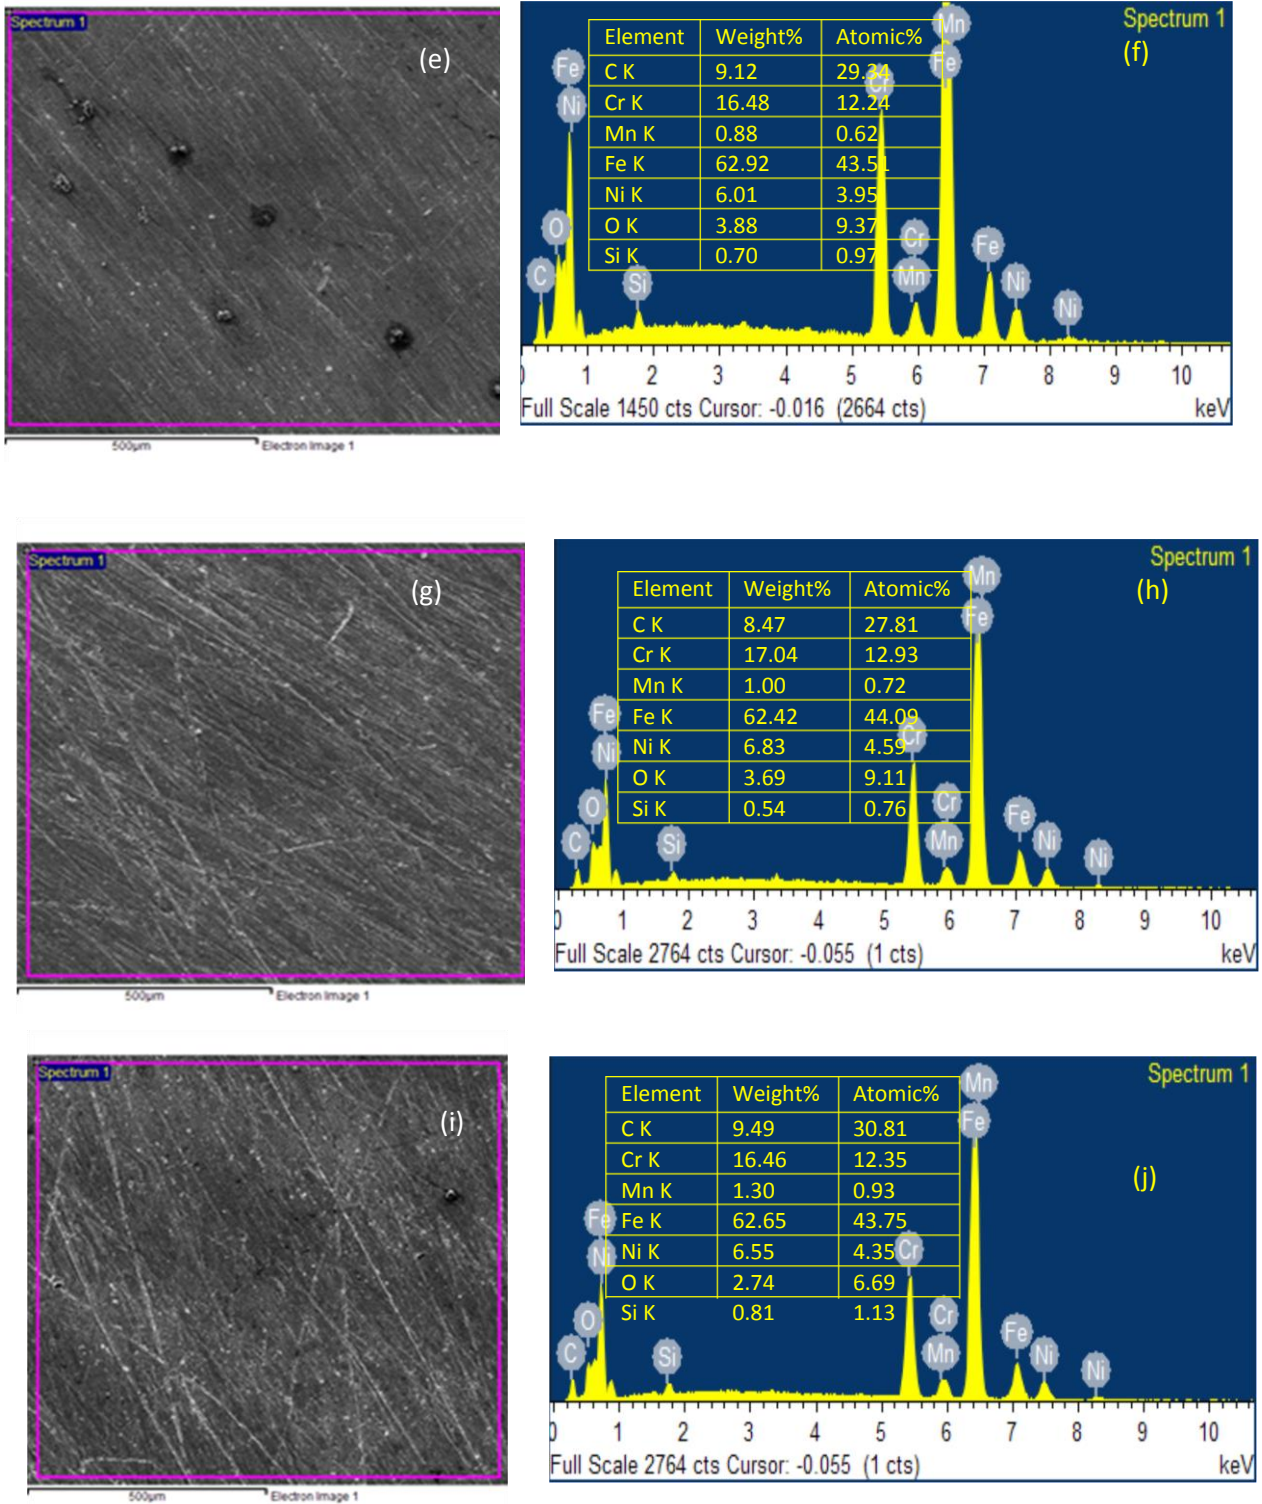 Spectrum 1
(e)
500µm Electron Image 1
Spectrum 1
(f)
Element Weight% Atomic%
C K 9.12 29.34
Cr K 16.48 12.24
Mn K 0.88 0.62
Fe K 62.92 43.51
Ni K 6.01 3.95
O K 3.88 9.37
Si K 0.70 0.97
Mn
Fe Fe
Cr
Ni
O Cr Fe
C Si Mn Ni Ni
0 1 2 3 4 5 6 7 8 9 10
Full Scale 1450 cts Cursor: -0.016 (2664 cts) keV
Spectrum 1
(g)
500µm Electron Image 1
Spectrum 1
(h)
Element Weight% Atomic%
C K 8.47 27.81
Cr K 17.04 12.93
Mn K 1.00 0.72
Fe K 62.42 44.09
Ni K 6.83 4.59
O K 3.69 9.11
Si K 0.54 0.76
Mn
Fe
Fe Cr
Ni
O Cr Fe
C Si Mn Ni Ni
0 1 2 3 4 5 6 7 8 9 10
Full Scale 2764 cts Cursor: -0.055 (1 cts) keV
Spectrum 1
(i)
500µm Electron Image 1
Spectrum 1
(j)
Element Weight% Atomic%
C K 9.49 30.81
Cr K 16.46 12.35
Mn K 1.30 0.93
Fe K 62.65 43.75
Ni K 6.55 4.35
O K 2.74 6.69
Si K 0.81 1.13
Mn
Fe
Fe
Ni Cr
O Cr Fe
C Si Mn Ni Ni
0 1 2 3 4 5 6 7 8 9 10
Full Scale 2764 cts Cursor: -0.055 (1 cts) keV